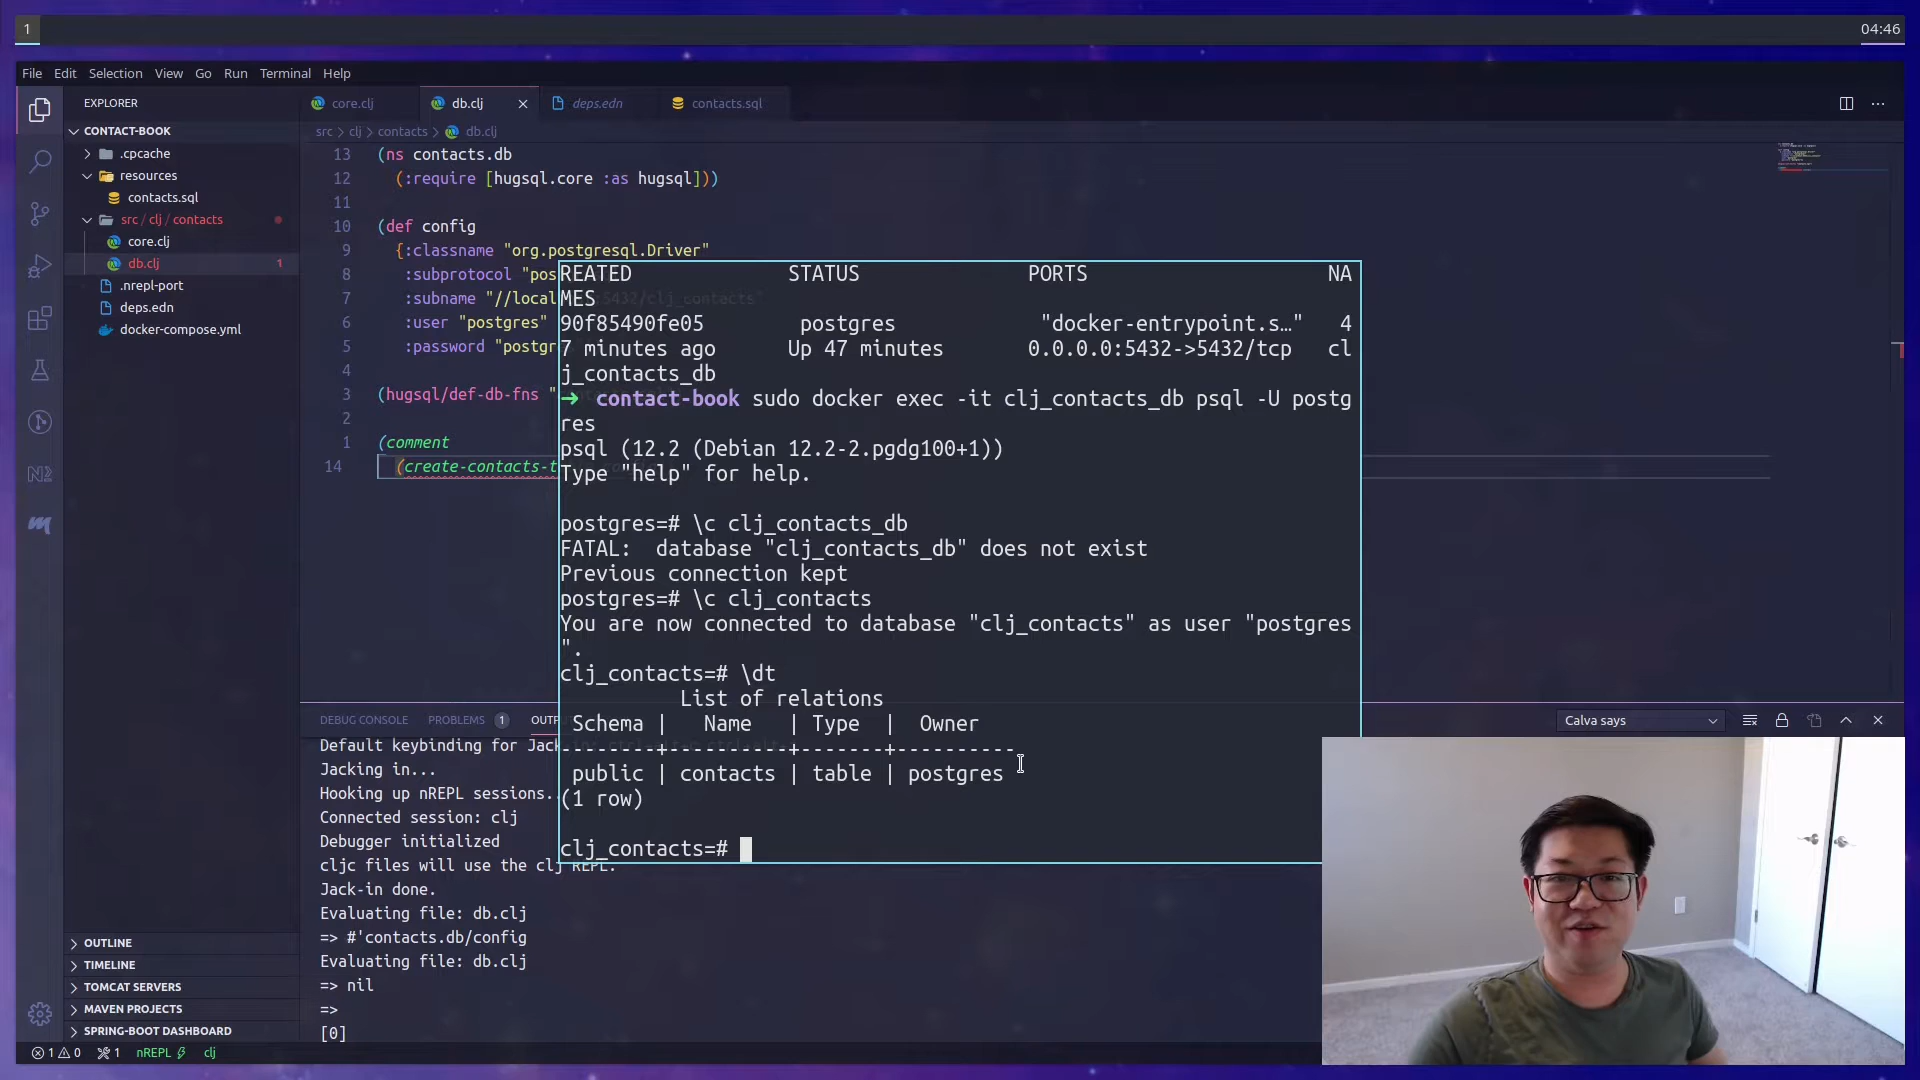 1
04:46
File Edit Selection View Go Run Terminal Help
EXPLORER
CONTACT-BOOK
.cpcache
resources
contacts.sql
src / clj / contacts
core.clj
db.clj 1
.nrepl-port
deps.edn
docker-compose.yml
OUTLINE
TIMELINE
TOMCAT SERVERS
MAVEN PROJECTS
SPRING-BOOT DASHBOARD
core.clj db.clj deps.edn contacts.sql
src > clj > contacts > db.clj
13 (ns contacts.db
12 (:require [hugsql.core :as hugsql]))
11
10 (def config
9 {:classname "org.postgresql.Driver"
8 :subprotocol "pos
7 :subname "//local 5432/clj_contacts"
6 :user "postgres"
5 :password "postgr
4
3 (hugsql/def-db-fns "
2
1 (comment
14 (create-contacts-t
REATED STATUS PORTS NA
MES
90f85490fe05 postgres "docker-entrypoint.s…" 4
7 minutes ago Up 47 minutes 0.0.0.0:5432->5432/tcp cl
j_contacts_db
➜ contact-book sudo docker exec -it clj_contacts_db psql -U postg
res
psql (12.2 (Debian 12.2-2.pgdg100+1))
Type "help" for help.
postgres=# \c clj_contacts_db
FATAL: database "clj_contacts_db" does not exist
Previous connection kept
postgres=# \c clj_contacts
You are now connected to database "clj_contacts" as user "postgres
".
clj_contacts=# \dt
List of relations
Schema | Name | Type | Owner
--------+----------+-------+----------
public | contacts | table | postgres
(1 row)
clj_contacts=#
DEBUG CONSOLE PROBLEMS 1 OUTP
Calva says
Default keybinding for Jac
Jacking in...
Hooking up nREPL sessions..
Connected session: clj
Debugger initialized
cljc files will use the clj REPL.
Jack-in done.
Evaluating file: db.clj
=> #'contacts.db/config
Evaluating file: db.clj
=> nil
=>
[0]
1 0 1 nREPL clj